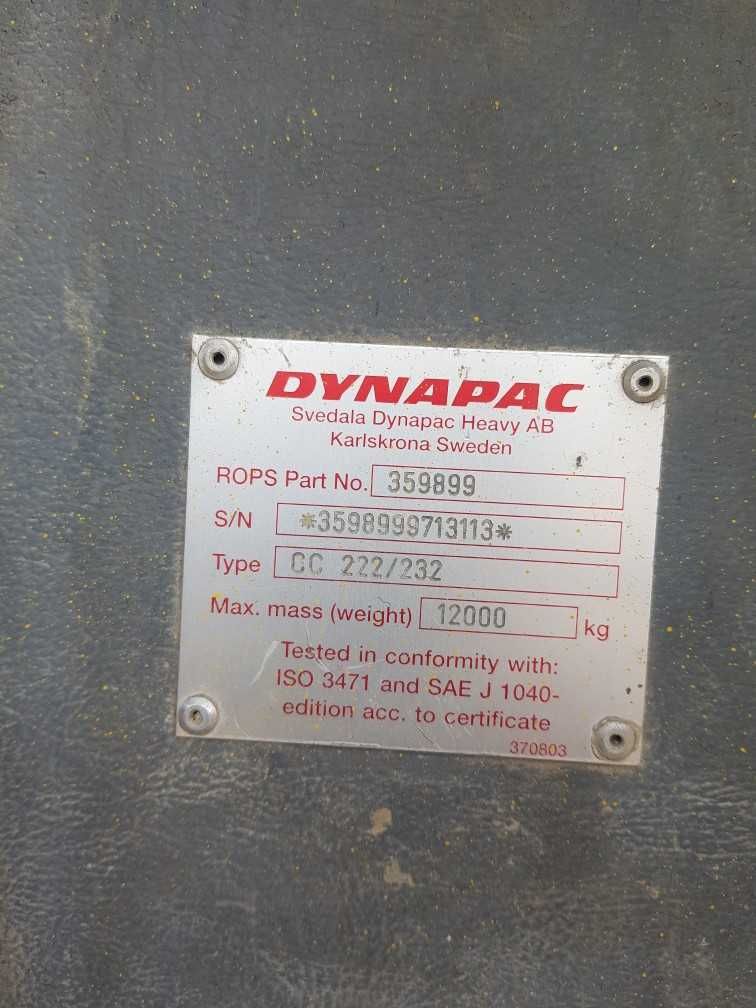 DYNAPAC
Svedala Dynapac Heavy AB
Karlskrona Sweden
ROPS Part No. 359899
S/N *3598999713113*
Type CC 222/232
Max. mass (weight) 12000 kg
Tested in conformity with:
ISO 3471 and SAE J 1040-
edition acc. to certificate
370803